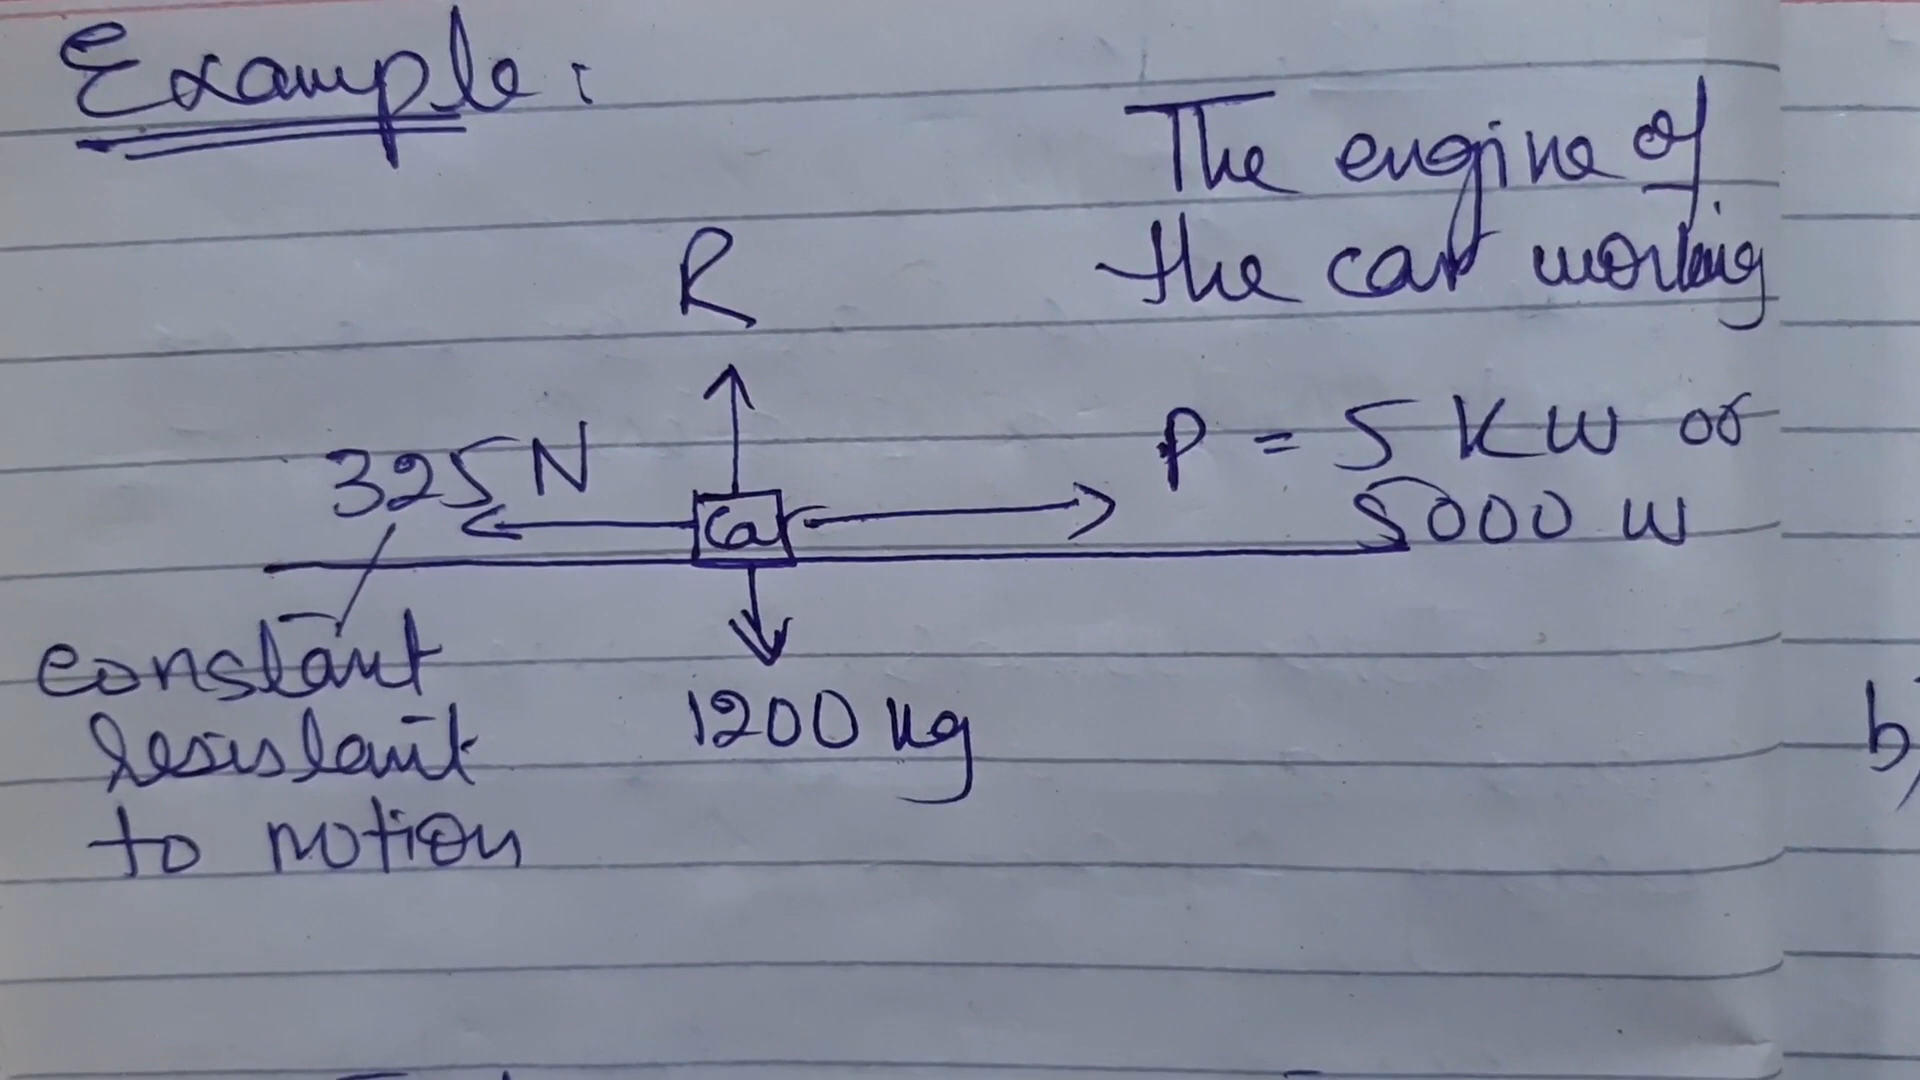 Example :
The engine of
the car working
R
325 N
P = 5 KW or
5000 W
Car
constant
resistant
to motion
1200 kg
b)